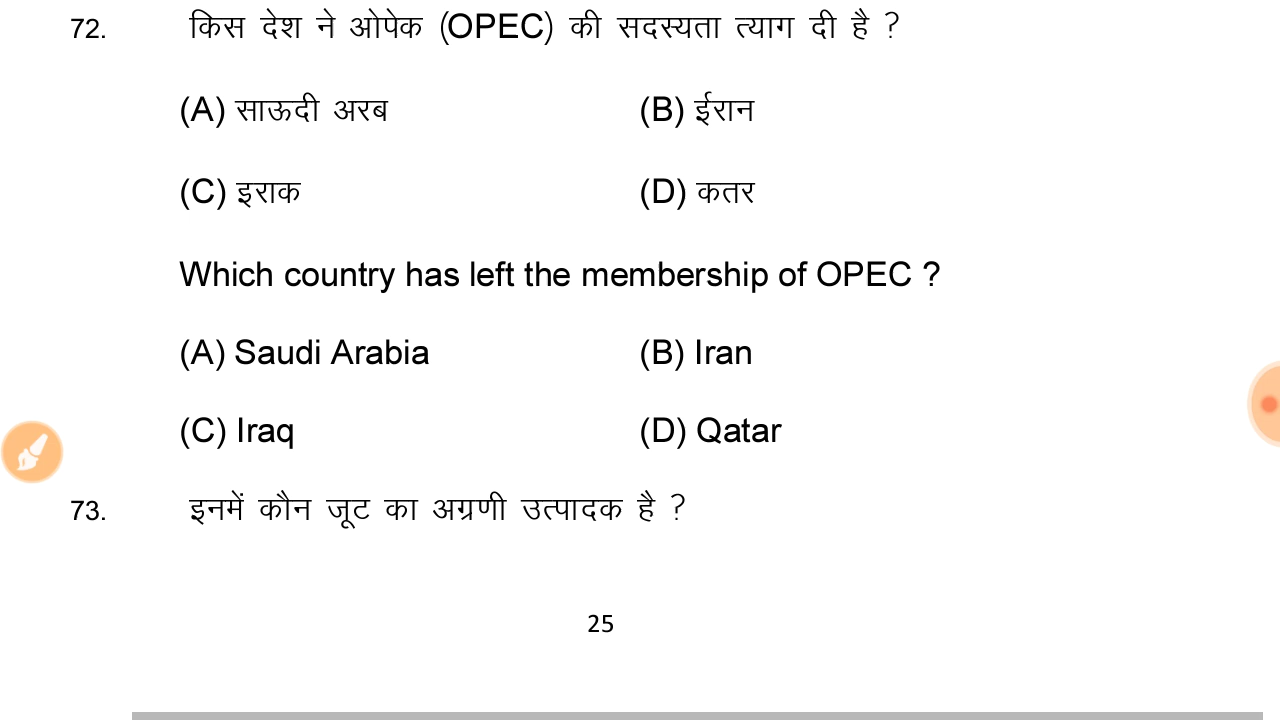 72. किस देश ने ओपेक (OPEC) की सदस्यता त्याग दी है ?
(A) साऊदी अरब (B) ईरान
(C) इराक (D) कतर
Which country has left the membership of OPEC ?
(A) Saudi Arabia (B) Iran
(C) Iraq (D) Qatar
73. इनमें कौन जूट का अग्रणी उत्पादक है ?
25